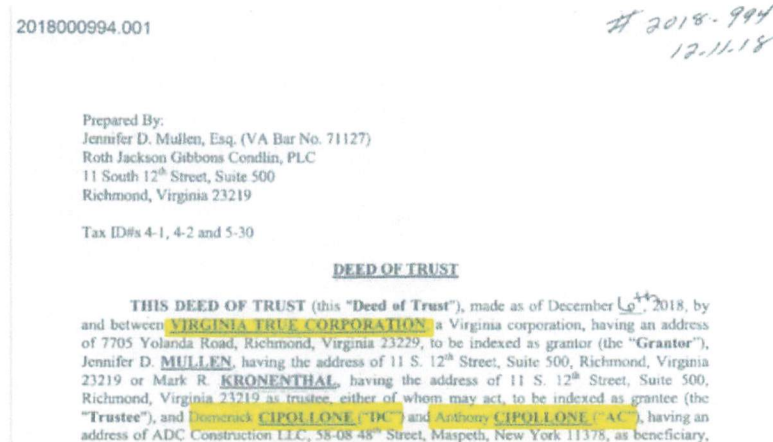 2018000994.001
# 2018-994
12.11.18
Prepared By:
Jennifer D. Mullen, Esq. (VA Bar No. 71127)
Roth Jackson Gibbons Condlin, PLC
11 South 12th Street, Suite 500
Richmond, Virginia 23219
Tax ID#s 4-1, 4-2 and 5-30
DEED OF TRUST
THIS DEED OF TRUST (this "Deed of Trust"), made as of December 6th, 2018, by
and between VIRGINIA TRUE CORPORATION a Virginia corporation, having an address
of 7705 Yolanda Road, Richmond, Virginia 23229, to be indexed as grantor (the "Grantor"),
Jennifer D. MULLEN, having the address of 11 S. 12th Street, Suite 500, Richmond, Virginia
23219 or Mark R. KRONENTHAL, having the address of 11 S. 12th Street, Suite 500,
Richmond, Virginia 23219 as trustee, either of whom may act, to be indexed as grantee (the
"Trustee"), and Domenick CIPOLLONE ("DC") and Anthony CIPOLLONE ("AC"), having an
address of ADC Construction LLC, 58-08 48th Street, Maspeth, New York 11378, as beneficiary,